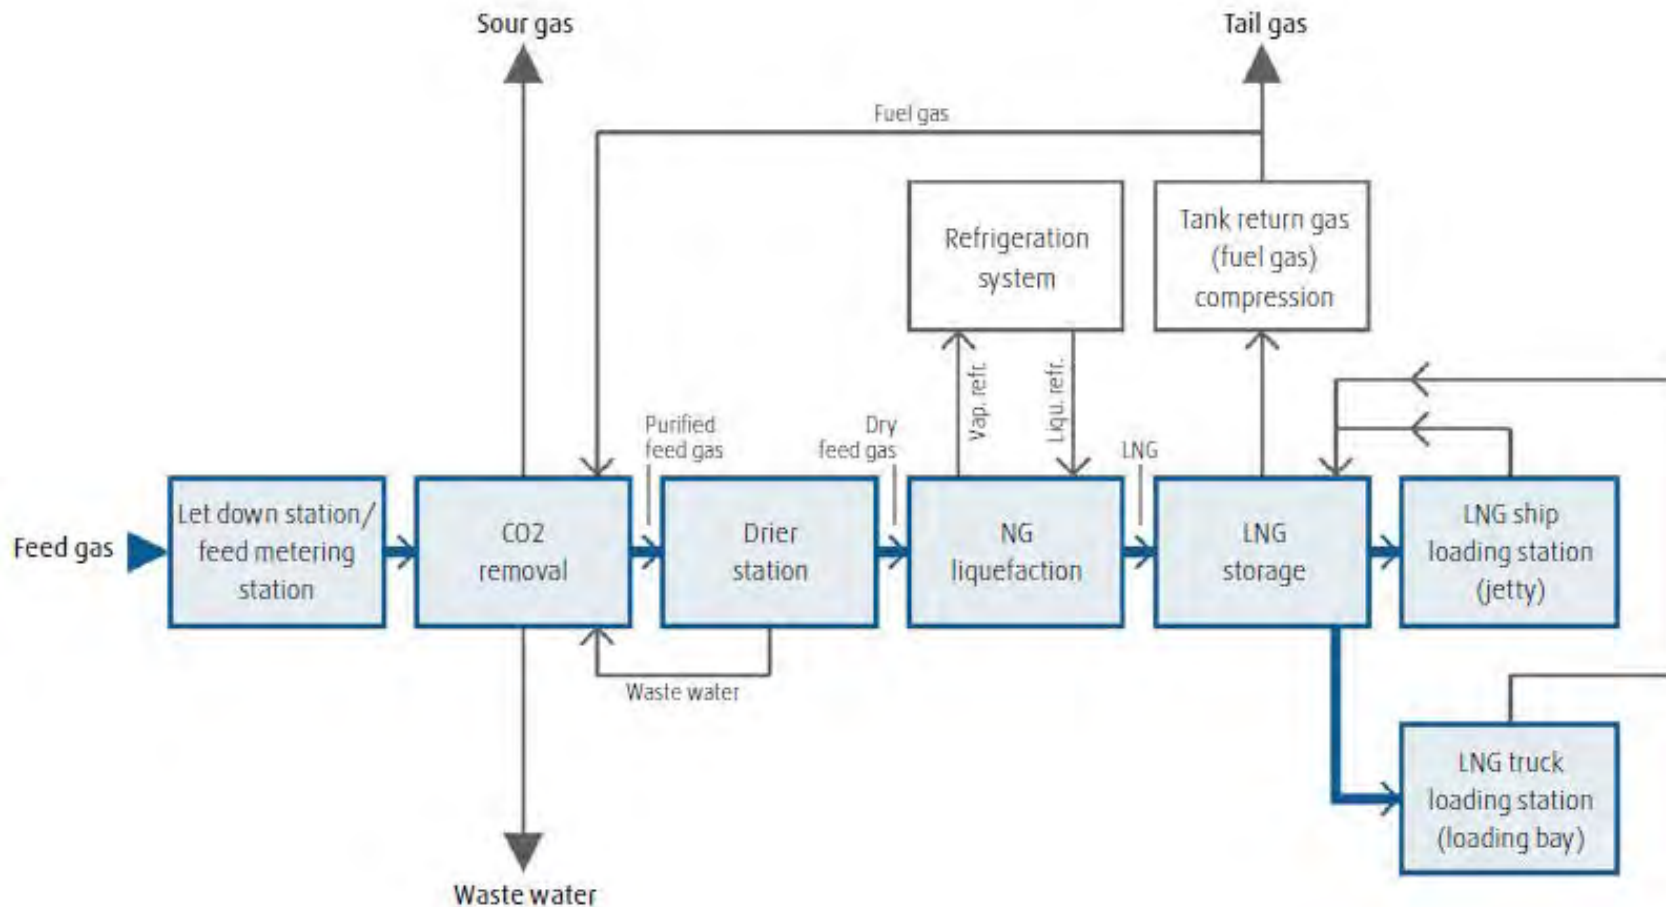 Sour gas
Tail gas
Fuel gas
Refrigeration
system
Tank return gas
(fuel gas)
compression
Vap. refr.
Liqu. refr.
Purified
feed gas
Dry
feed gas
LNG
Feed gas
Let down station/
feed metering
station
CO2
removal
Drier
station
NG
liquefaction
LNG
storage
LNG ship
loading station
(jetty)
Waste water
LNG truck
loading station
(loading bay)
Waste water